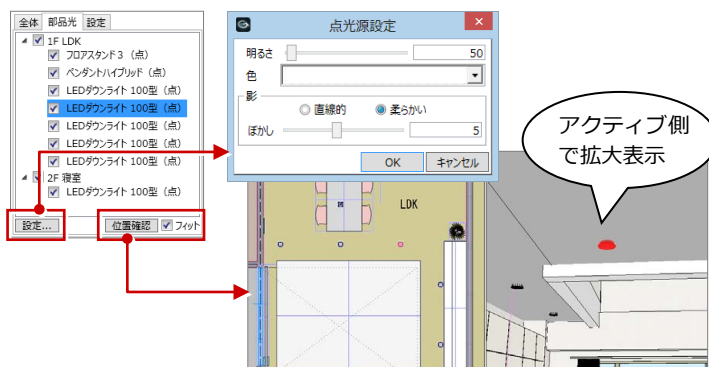 全体 部品光 設定
1F LDK
フロアスタンド3 (点)
ペンダントハイブリッド (点)
LEDダウンライト 100型 (点)
LEDダウンライト 100型 (点)
LEDダウンライト 100型 (点)
LEDダウンライト 100型 (点)
LEDダウンライト 100型 (点)
2F 寝室
LEDダウンライト 100型 (点)
設定... 位置確認 フィット
点光源設定
明るさ 50
色
影
直線的 柔らかい
ぼかし 5
OK キャンセル
LDK
アクティブ側
で拡大表示